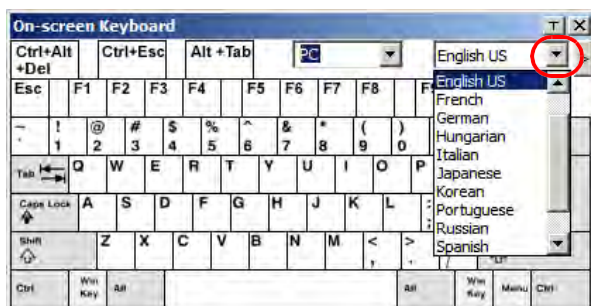 On-screen Keyboard
Ctrl+Alt +Del Ctrl+Esc Alt +Tab PC English US
English US
French
German
Hungarian
Italian
Japanese
Korean
Portuguese
Russian
Spanish
Esc F1 F2 F3 F4 F5 F6 F7 F8
~ ! @ # $ % ^ & * ( )
1 2 3 4 5 6 7 8 9 0
Tab Q W E R T Y U I O P
Caps Lock A S D F G H J K L : ;
Shift Z X C V B N M < , >
Ctrl Win Key Alt Alt Win Key Menu Ctrl